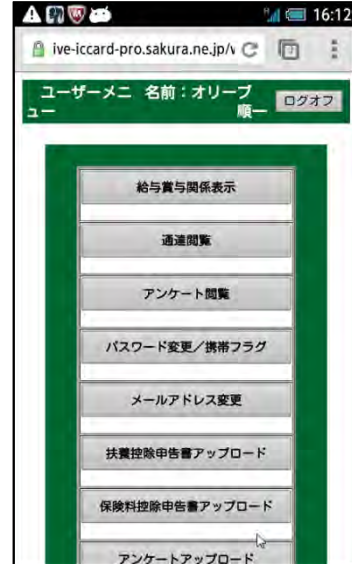 16:12
ive-iccard-pro.sakura.ne.jp/v
ユーザーメニ
ュー
名前：オリーブ
順一
ログオフ
給与賞与関係表示
通達閲覧
アンケート閲覧
パスワード変更／携帯フラグ
メールアドレス変更
扶養控除申告書アップロード
保険料控除申告書アップロード
アンケートアップロード